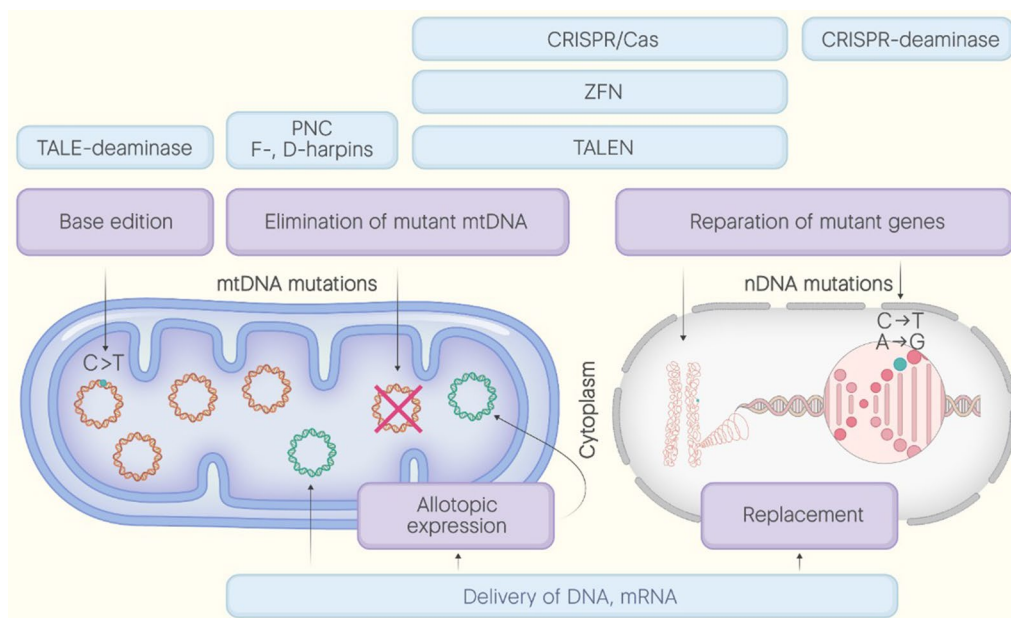 CRISPR/Cas
CRISPR-deaminase
ZFN
TALE-deaminase
PNC
F-, D-harpins
TALEN
Base edition
Elimination of mutant mtDNA
Reparation of mutant genes
mtDNA mutations
nDNA mutations
C>T
C→T
A→G
Cytoplasm
Allotopic
expression
Replacement
Delivery of DNA, mRNA